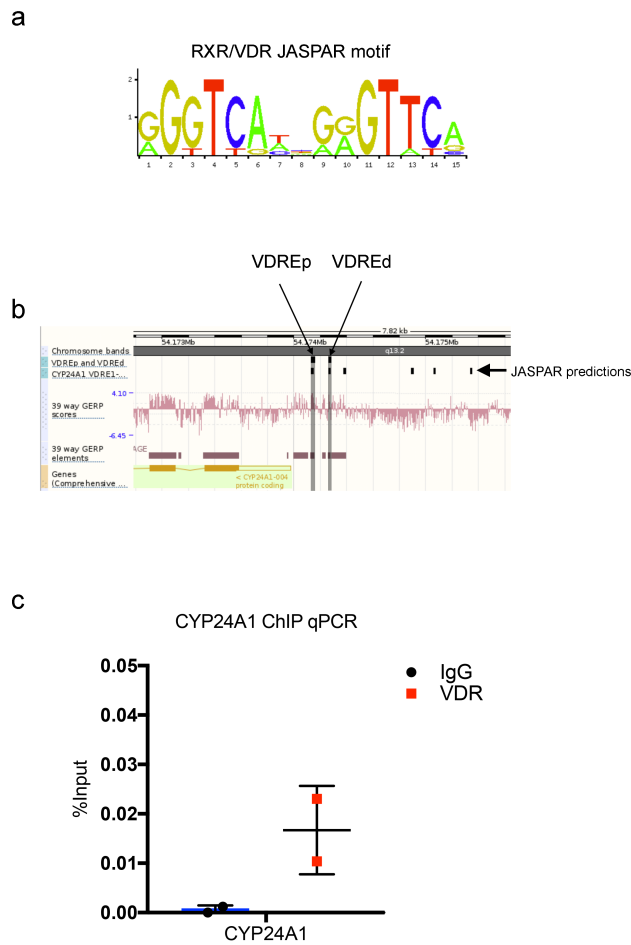 a
RXR/VDR JASPAR motif
2
1
1 2 3 4 5 6 7 8 9 10 11 12 13 14 15
VDREp VDREd
b
7.82 kb
54.173Mb 54.174Mb 54.175Mb
Chromosome bands q13.2
VDREp and VDREd
CYP24A1 VDRE1-...
JASPAR predictions
4.10
39 way GERP
scores
-6.45
39 way GERP AGE
elements
Genes
(Comprehensive ...
< CYP24A1-004
protein coding
c
CYP24A1 ChIP qPCR
0.05
0.04
0.03
0.02
0.01
0.00
%Input
IgG
VDR
CYP24A1